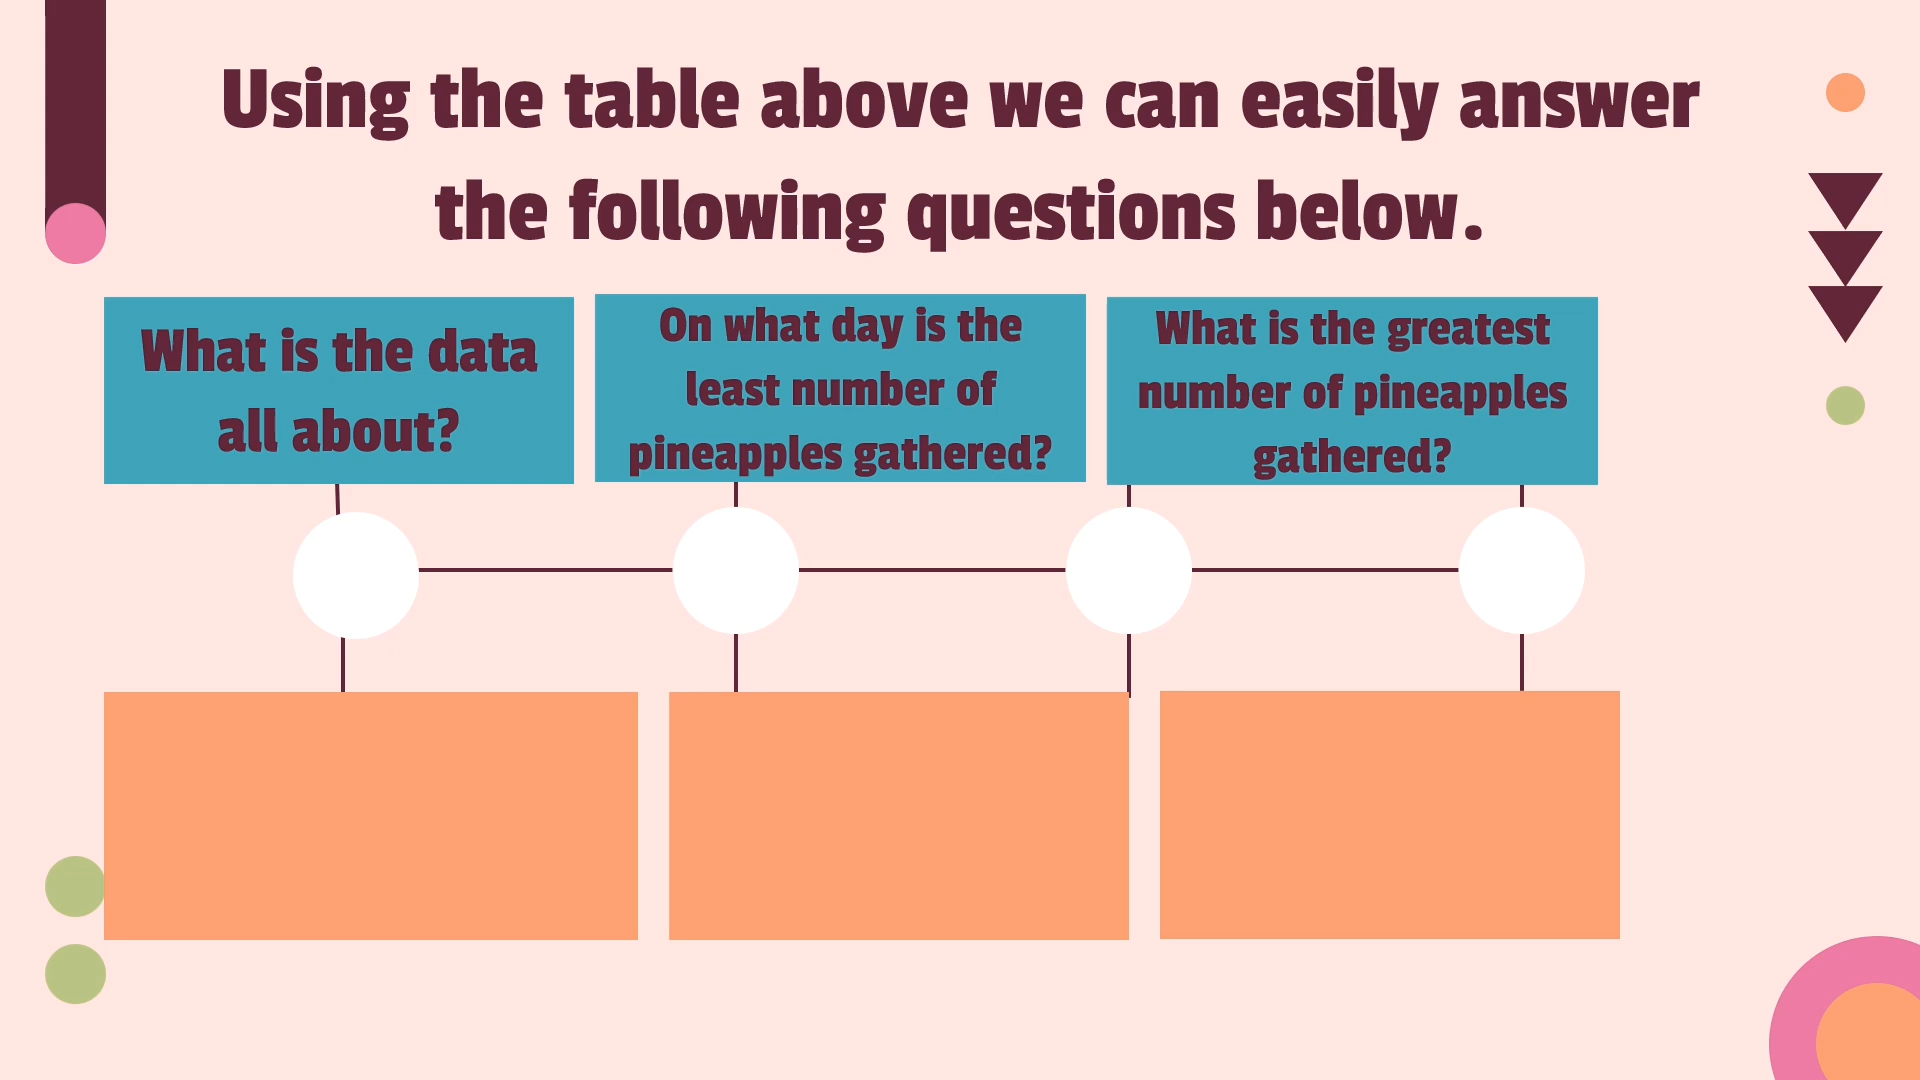 Using the table above we can easily answer
the following questions below.
What is the data
all about?
On what day is the
least number of
pineapples gathered?
What is the greatest
number of pineapples
gathered?